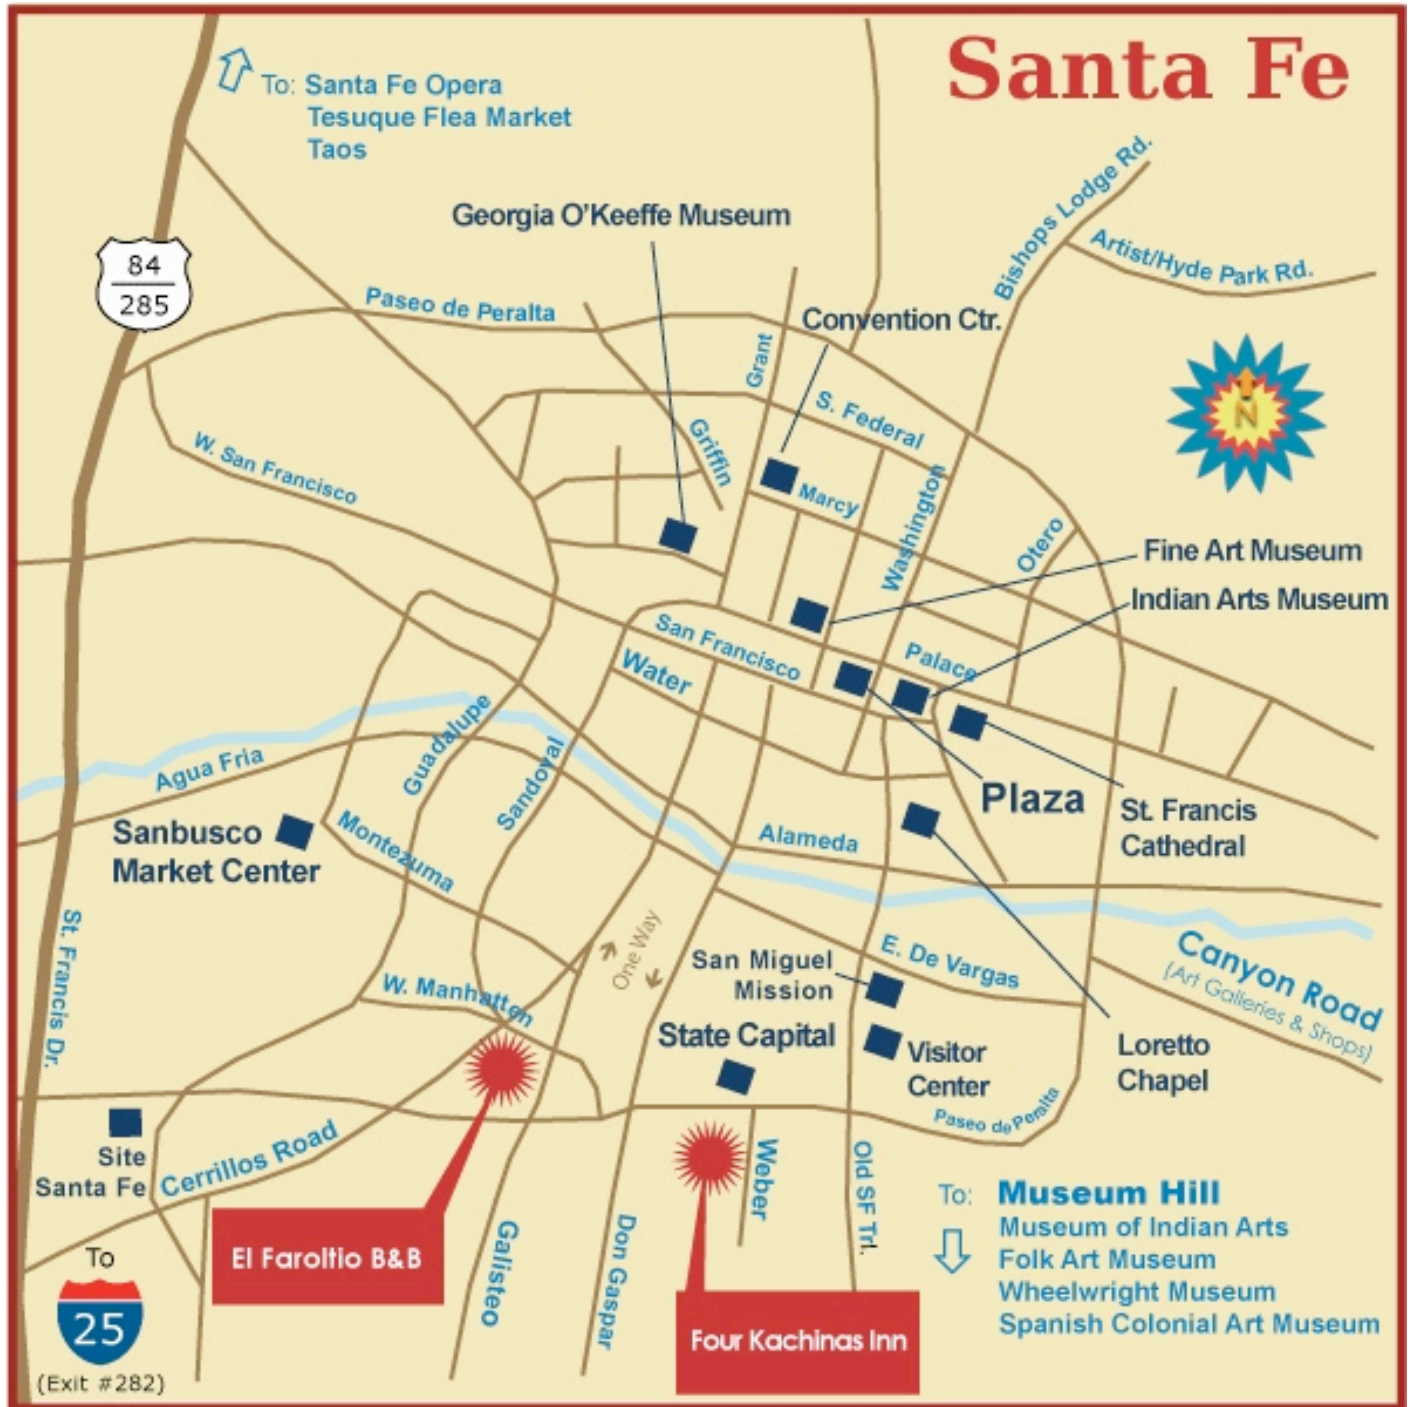 Santa Fe
To: Santa Fe Opera
Tesuque Flea Market
Taos
Bishops Lodge Rd.
Artist/Hyde Park Rd.
Georgia O'Keeffe Museum
84
285
Paseo de Peralta
Convention Ctr.
Grant
S. Federal
N
Griffin
W. San Francisco
Marcy
Washington
Otero
Fine Art Museum
Indian Arts Museum
San Francisco
Water
Palace
Guadalupe
Sandoval
Agua Fria
Plaza
St. Francis
Cathedral
Sanbusco
Market Center
Montezuma
Alameda
St. Francis Dr.
One Way
San Miguel
Mission
E. De Vargas
Canyon Road
(Art Galleries & Shops)
W. Manhatten
State Capital
Visitor
Center
Loretto
Chapel
Paseo de Peralta
Site
Santa Fe
Cerrillos Road
Weber
Old SF Trl.
To: Museum Hill
Museum of Indian Arts
Folk Art Museum
Wheelwright Museum
Spanish Colonial Art Museum
El Faroltio B&B
Galisteo
Don Gaspar
Four Kachinas Inn
To
25
(Exit #282)